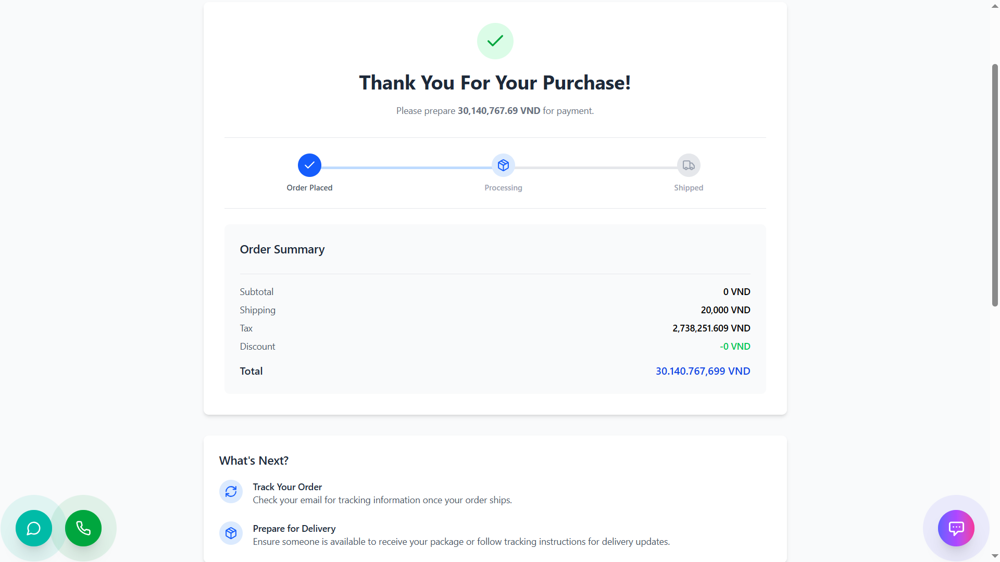 Thank You For Your Purchase!
Please prepare 30,140,767.69 VND for payment.
Order Placed
Processing
Shipped
Order Summary
Subtotal 0 VND
Shipping 20,000 VND
Tax 2,738,251.609 VND
Discount -0 VND
Total 30.140.767,699 VND
What's Next?
Track Your Order
Check your email for tracking information once your order ships.
Prepare for Delivery
Ensure someone is available to receive your package or follow tracking instructions for delivery updates.